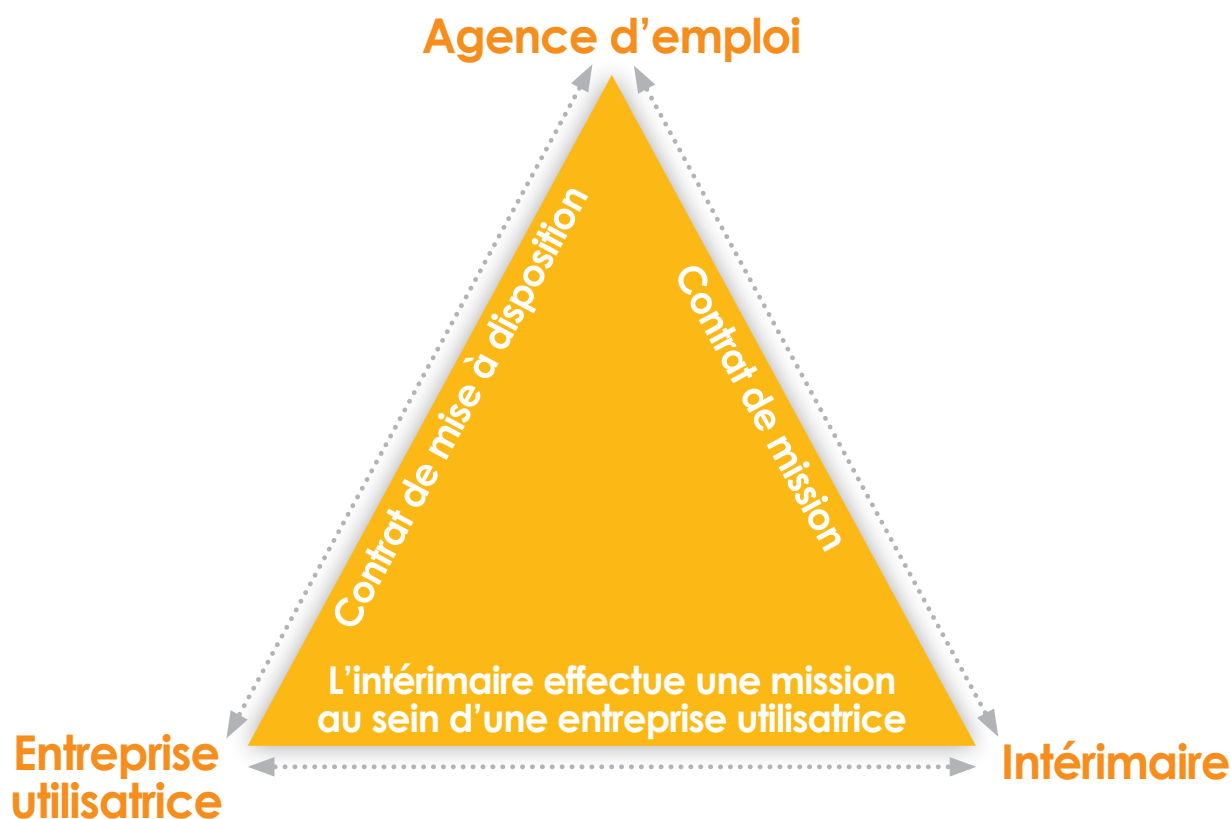 Agence d’emploi
Contrat de mise à disposition
Contrat de mission
L’intérimaire effectue une mission
au sein d’une entreprise utilisatrice
Entreprise
utilisatrice
Intérimaire